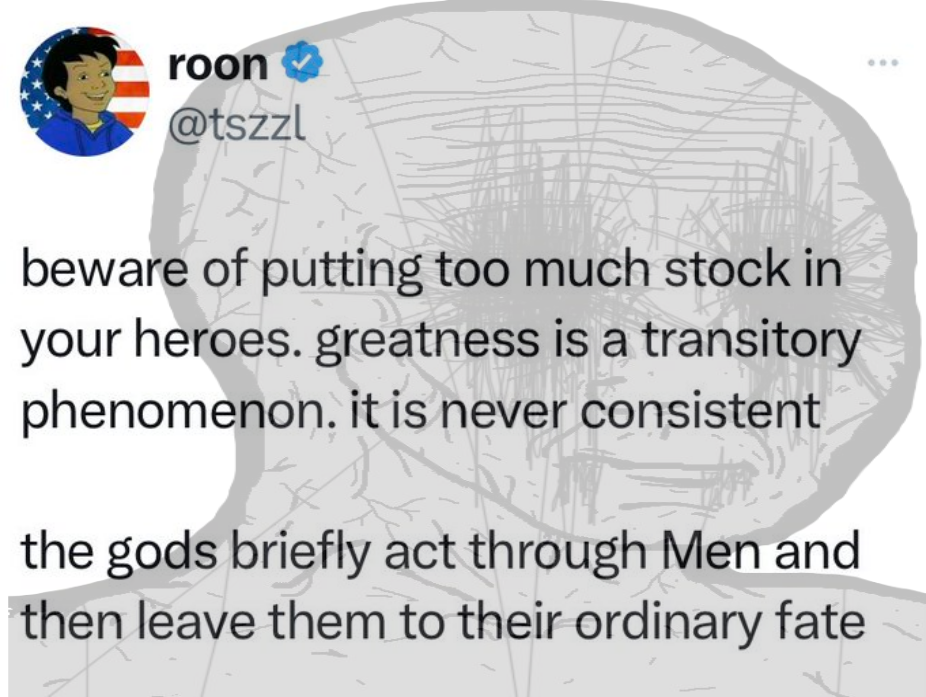 roon
@tszzl
beware of putting too much stock in
your heroes. greatness is a transitory
phenomenon. it is never consistent
the gods briefly act through Men and
then leave them to their ordinary fate